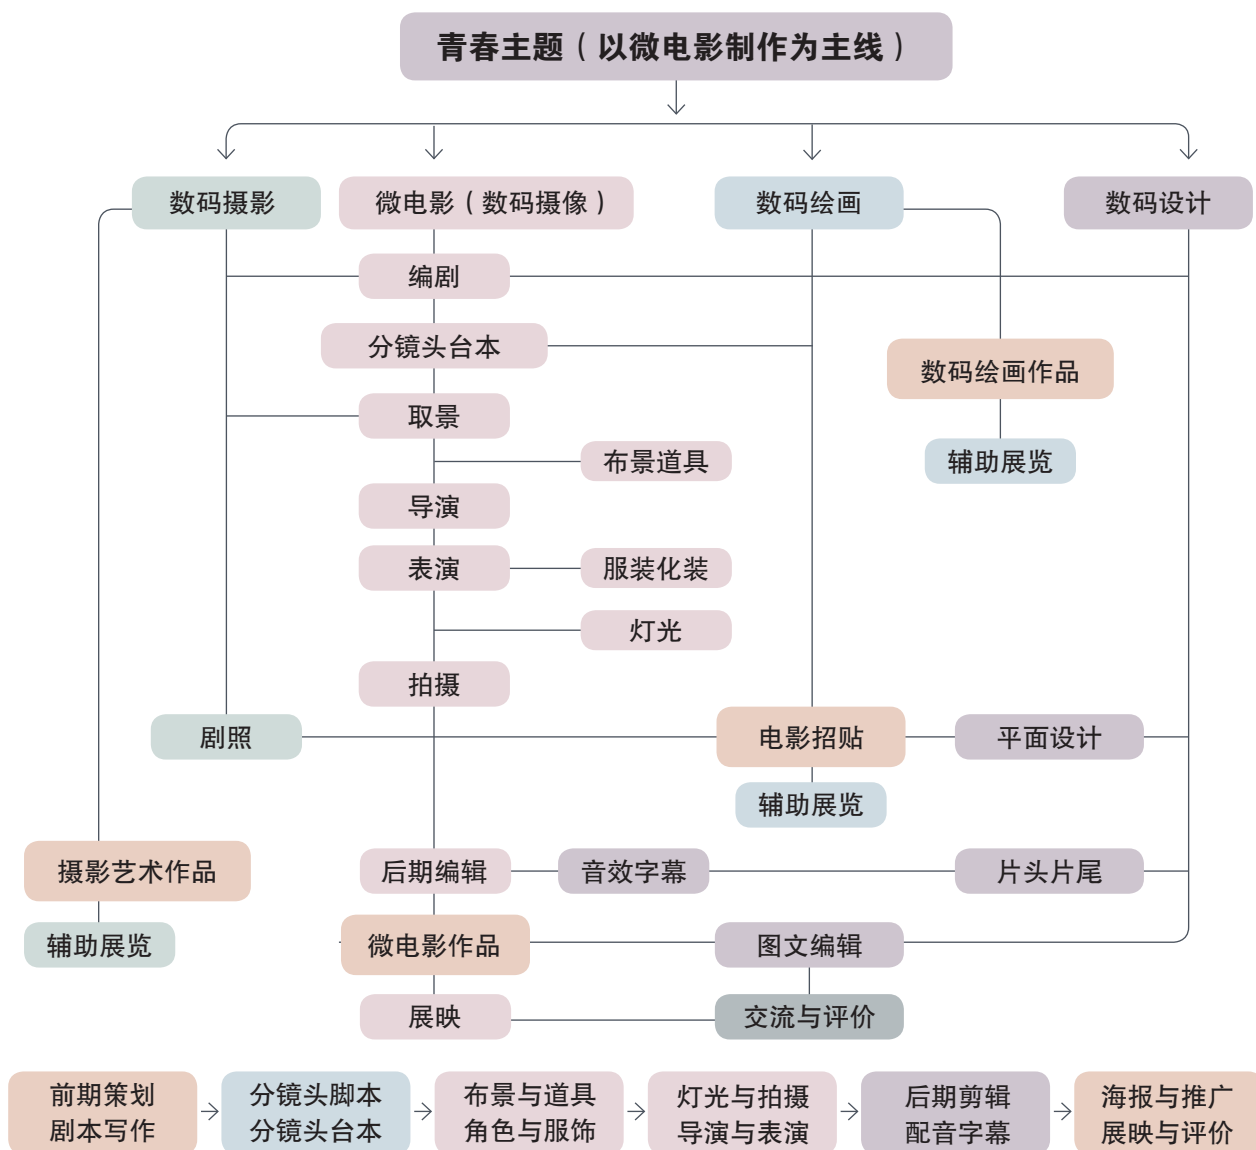 青春主题（以微电影制作为主线）
数码摄影
微电影（数码摄像）
数码绘画
数码设计
编剧
分镜头台本
数码绘画作品
取景
布景道具
辅助展览
导演
表演
服装化装
灯光
拍摄
剧照
电影招贴
平面设计
辅助展览
摄影艺术作品
后期编辑
音效字幕
片头片尾
辅助展览
微电影作品
图文编辑
展映
交流与评价
前期策划
剧本写作
分镜头脚本
分镜头台本
布景与道具
角色与服饰
灯光与拍摄
导演与表演
后期剪辑
配音字幕
海报与推广
展映与评价